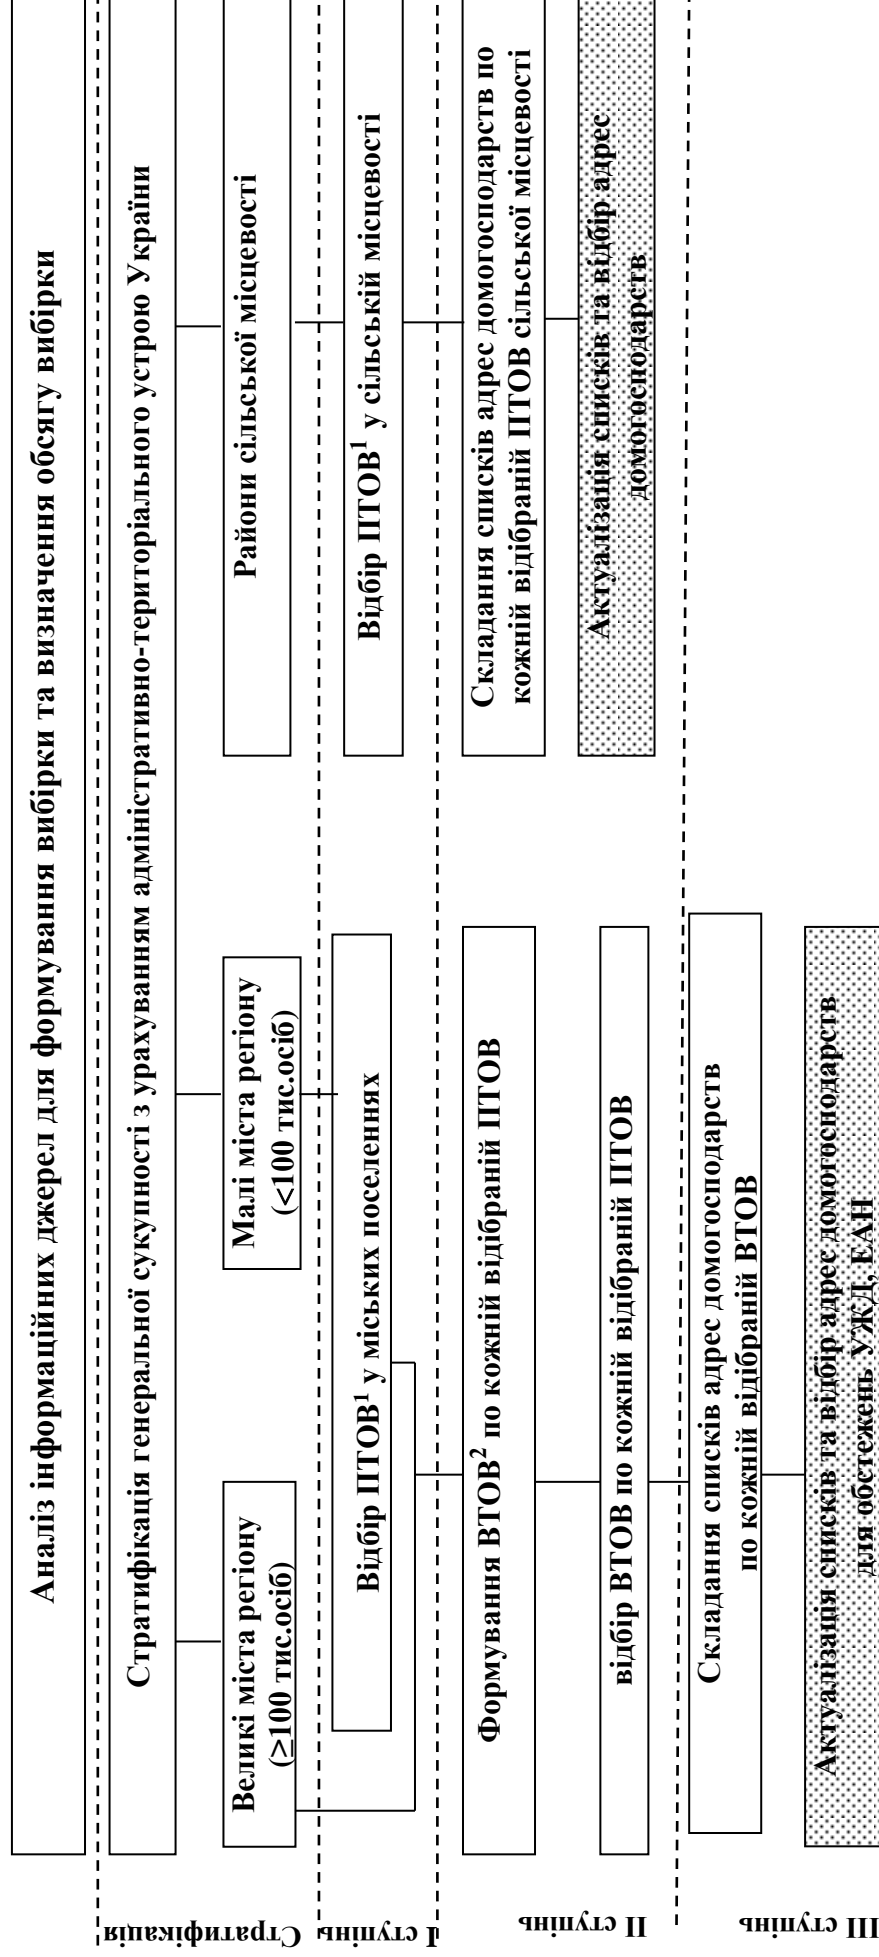 Аналіз інформаційних джерел для формування вибірки та визначення обсягу вибірки
Стратифікація
Стратифікація генеральної сукупності з урахуванням адміністративно-територіального устрою України
Великі міста регіону
(≥100 тис.осіб)
Малі міста регіону
(<100 тис.осіб)
Райони сільської місцевості
І ступінь
Відбір ПТОВ¹ у міських поселеннях
Відбір ПТОВ¹ у сільській місцевості
ІІ ступінь
Формування ВТОВ² по кожній відібраній ПТОВ
відбір ВТОВ по кожній відібраній ПТОВ
Складання списків адрес домогосподарств по
кожній відібраній ПТОВ сільської місцевості
Актуалізація списків та відбір адрес
домогосподарств
ІІІ ступінь
Складання списків адрес домогосподарств
по кожній відібраній ВТОВ
Актуалізація списків та відбір адрес домогосподарств
для обстежень УЖД, ЕАН